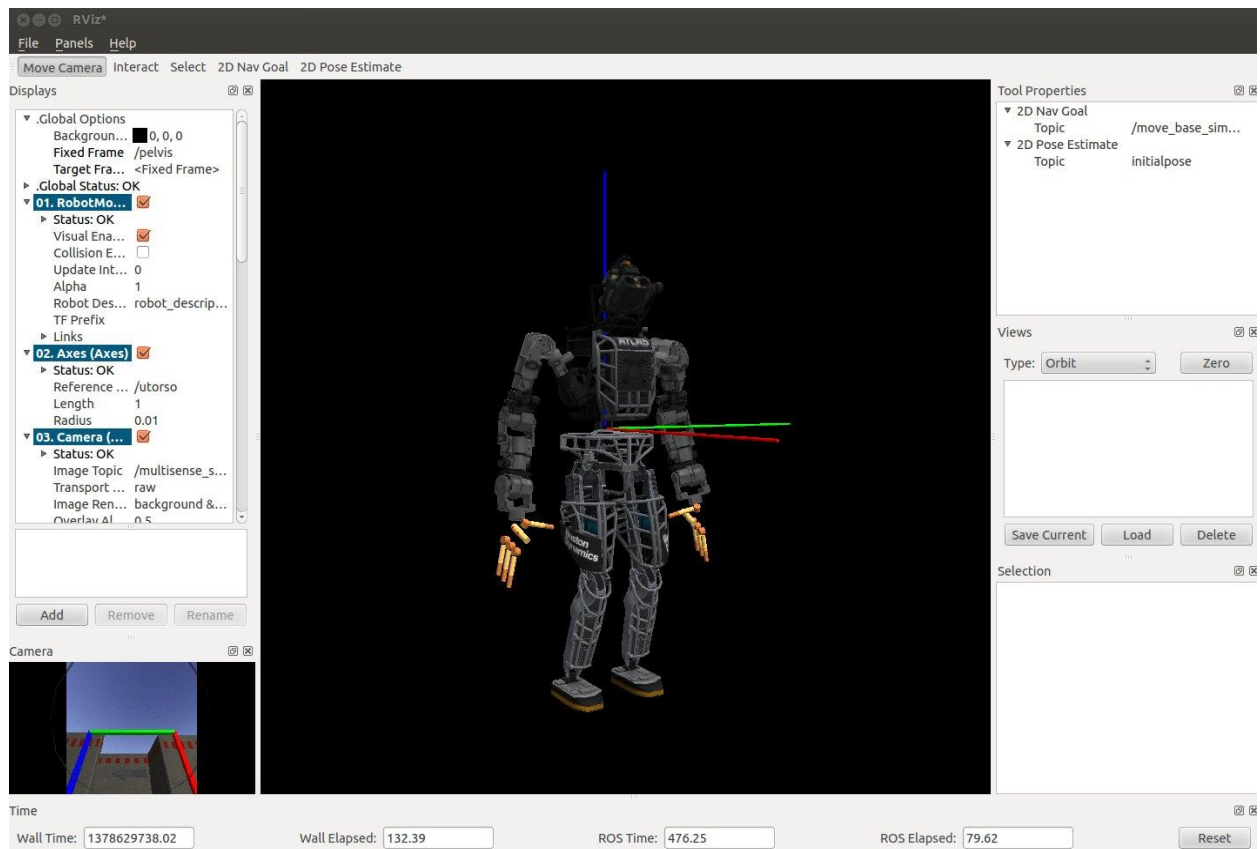 RViz*
File Panels Help
Move Camera Interact Select 2D Nav Goal 2D Pose Estimate
Displays
.Global Options
Backgroun... 0, 0, 0
Fixed Frame /pelvis
Target Fra... <Fixed Frame>
.Global Status: OK
01. RobotMo...
Status: OK
Visual Ena...
Collision E...
Update Int... 0
Alpha 1
Robot Des... robot_descrip...
TF Prefix
Links
02. Axes (Axes)
Status: OK
Reference ... /utorso
Length 1
Radius 0.01
03. Camera (...
Status: OK
Image Topic /multisense_s...
Transport ... raw
Image Ren... background &...
Overlay Al... 0.5
Add Remove Rename
Camera
ATLAS
oston
ynamics
Tool Properties
2D Nav Goal
Topic /move_base_sim...
2D Pose Estimate
Topic initialpose
Views
Type: Orbit Zero
Save Current Load Delete
Selection
Time
Wall Time: 1378629738.02 Wall Elapsed: 132.39 ROS Time: 476.25 ROS Elapsed: 79.62 Reset